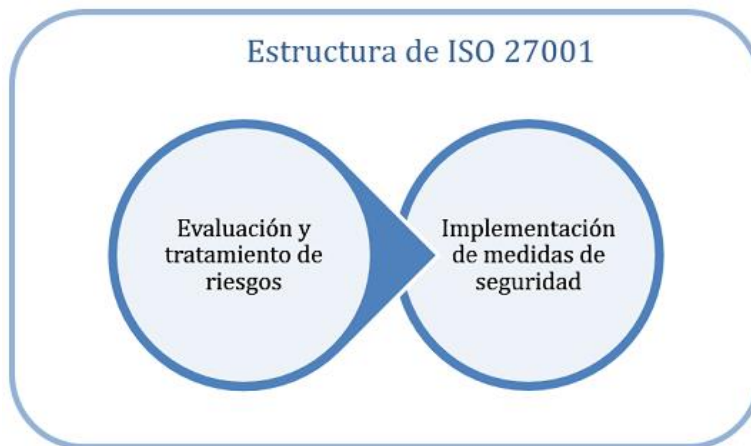 Estructura de ISO 27001
Evaluación y
tratamiento de
riesgos
Implementación
de medidas de
seguridad